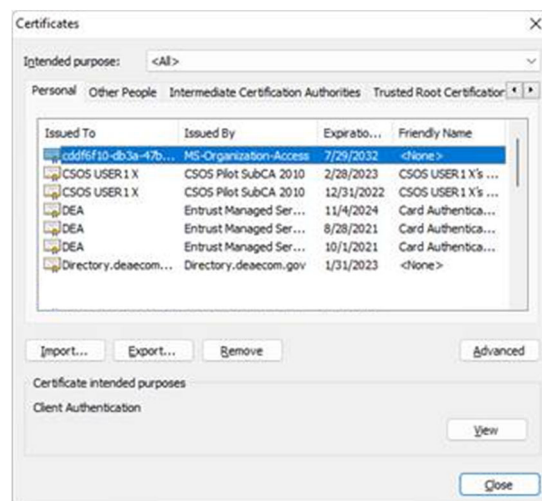 Certificates
Intended purpose: <All>
Personal Other People Intermediate Certification Authorities Trusted Root Certification
Issued To Issued By Expiratio... Friendly Name
cddf6f10-db3a-47b... MS-Organization-Access 7/29/2032 <None>
CSOS USER1 X CSOS Pilot SubCA 2010 2/28/2023 CSOS USER1 X's ...
CSOS USER1 X CSOS Pilot SubCA 2010 12/31/2022 CSOS USER1 X's ...
DEA Entrust Managed Ser... 11/4/2024 Card Authentica...
DEA Entrust Managed Ser... 8/28/2021 Card Authentica...
DEA Entrust Managed Ser... 10/1/2021 Card Authentica...
Directory.deaecom... Directory.deaecom.gov 1/31/2023 <None>
Import... Export... Remove Advanced
Certificate intended purposes
Client Authentication
View
Close